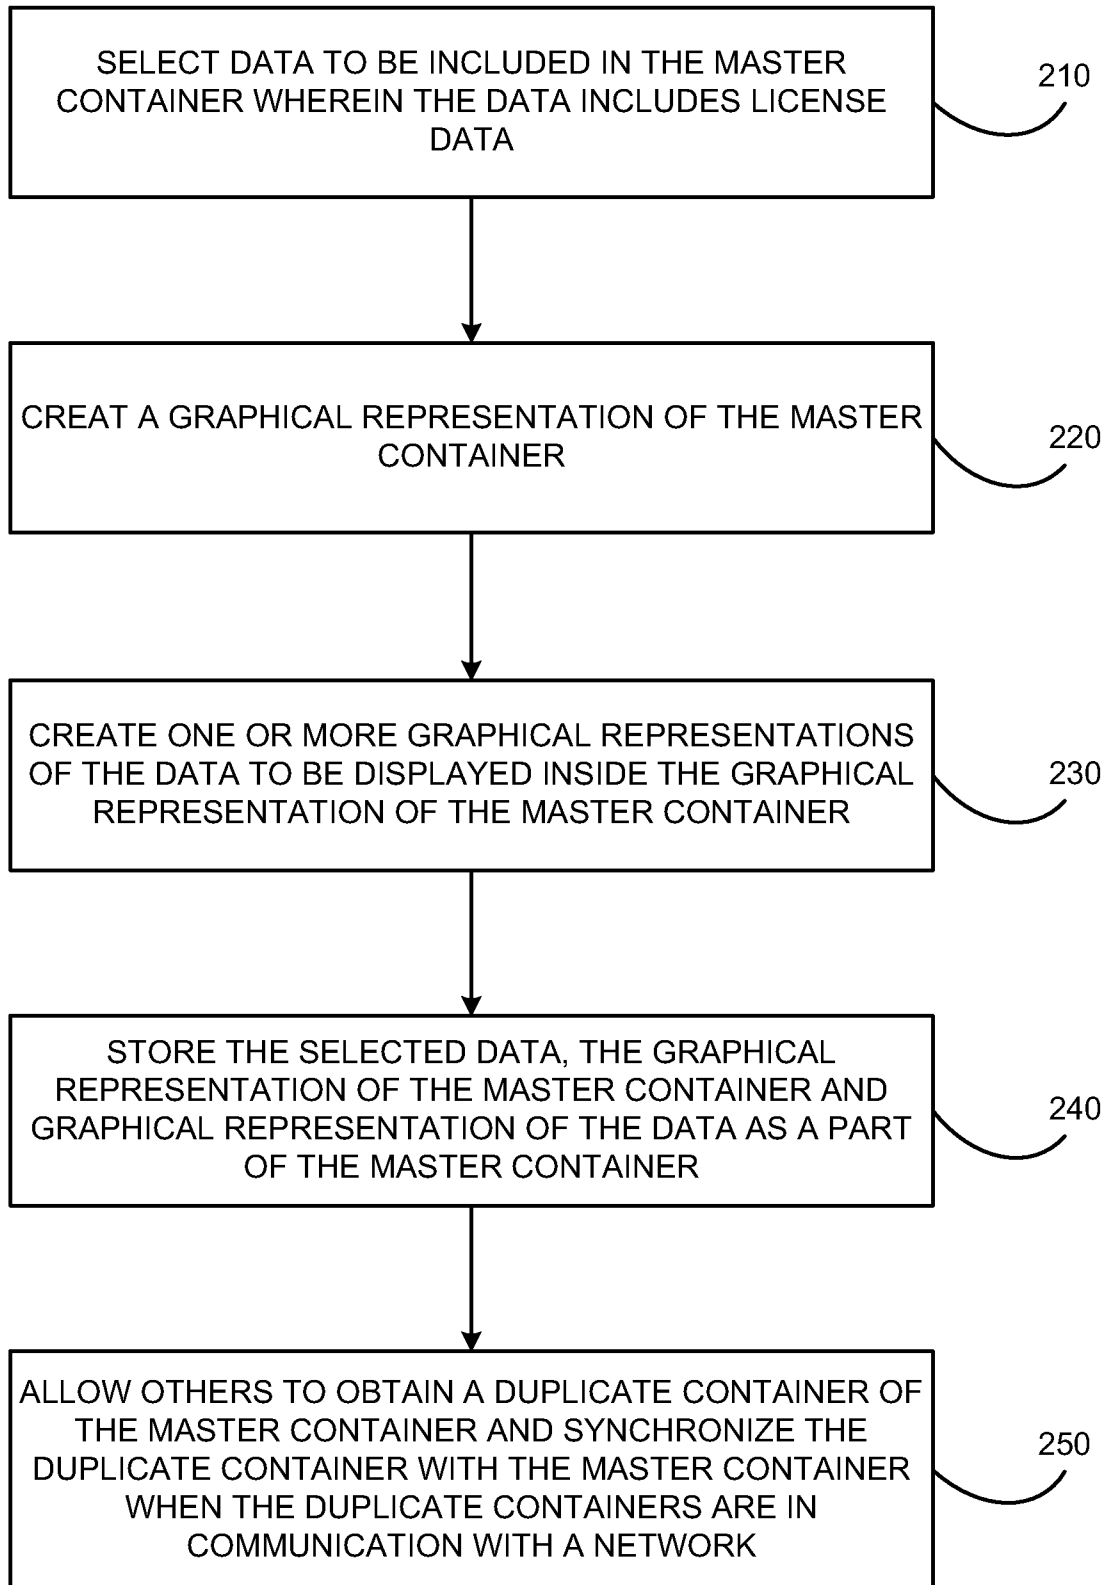 SELECT DATA TO BE INCLUDED IN THE MASTER
CONTAINER WHEREIN THE DATA INCLUDES LICENSE
DATA
210
CREAT A GRAPHICAL REPRESENTATION OF THE MASTER
CONTAINER
220
CREATE ONE OR MORE GRAPHICAL REPRESENTATIONS
OF THE DATA TO BE DISPLAYED INSIDE THE GRAPHICAL
REPRESENTATION OF THE MASTER CONTAINER
230
STORE THE SELECTED DATA, THE GRAPHICAL
REPRESENTATION OF THE MASTER CONTAINER AND
GRAPHICAL REPRESENTATION OF THE DATA AS A PART
OF THE MASTER CONTAINER
240
ALLOW OTHERS TO OBTAIN A DUPLICATE CONTAINER OF
THE MASTER CONTAINER AND SYNCHRONIZE THE
DUPLICATE CONTAINER WITH THE MASTER CONTAINER
WHEN THE DUPLICATE CONTAINERS ARE IN
COMMUNICATION WITH A NETWORK
250